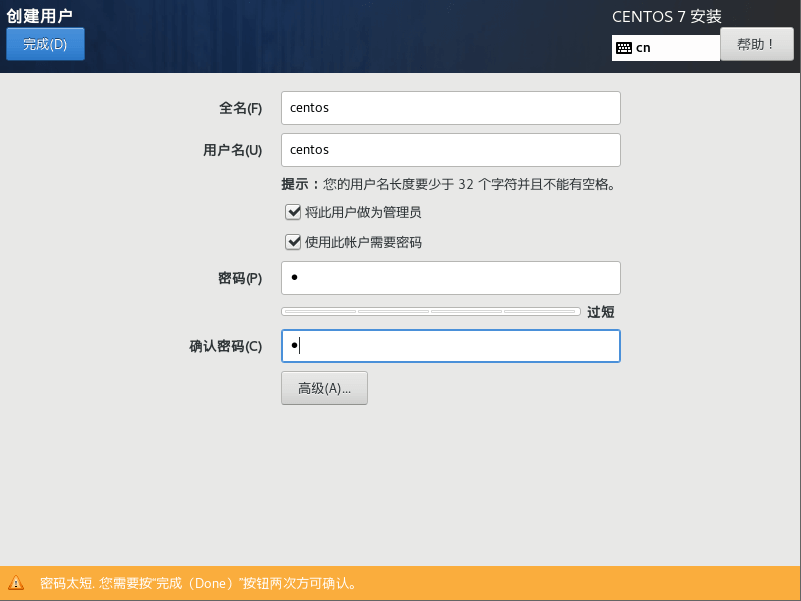 创建用户
CENTOS 7 安装
完成(D)
cn
帮助！
全名(F)
centos
用户名(U)
centos
提示：您的用户名长度要少于 32 个字符并且不能有空格。
将此用户做为管理员
使用此帐户需要密码
密码(P)
过短
确认密码(C)
高级(A)...
密码太短. 您需要按“完成（Done）”按钮两次方可确认。